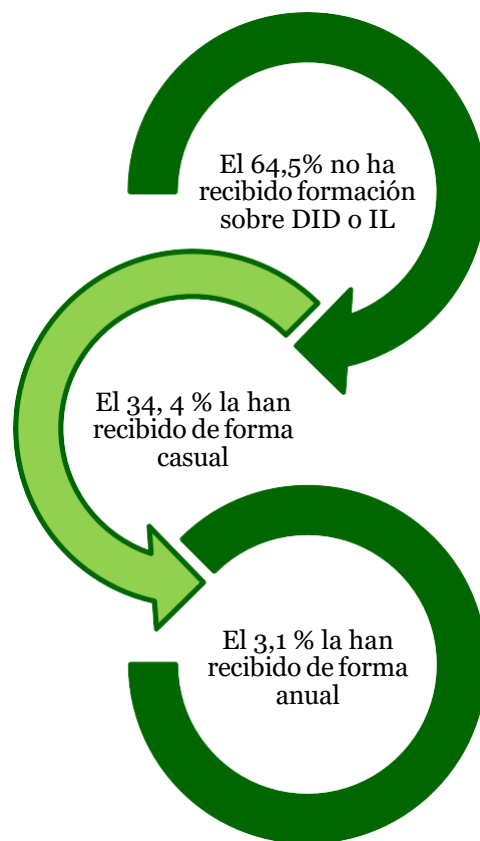 El 64,5% no ha
recibido formación
sobre DID o IL
El 34, 4 % la han
recibido de forma
casual
El 3,1 % la han
recibido de forma
anual